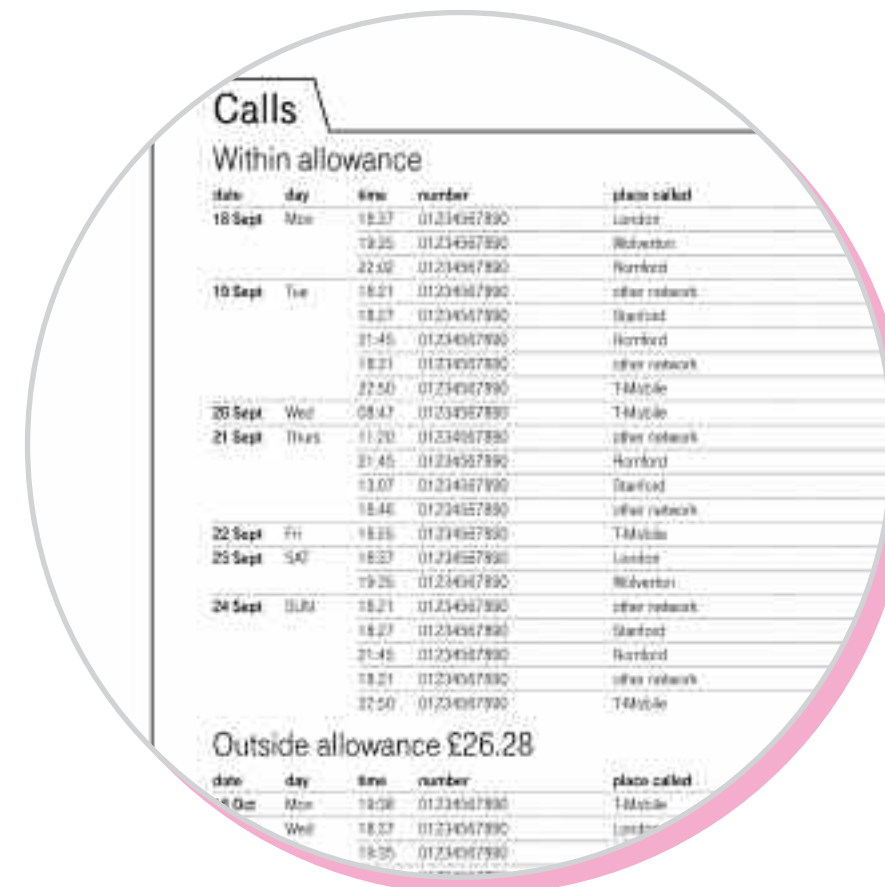 Calls
Within allowance
date day time number place called
18 Sept Mon 18:37 01234567890 London
19:35 01234567890 Wolverton
22:02 01234567890 Romford
19 Sept Tue 18:21 01234567890 other network
18:27 01234567890 Stanford
21:45 01234567890 Romford
18:21 01234567890 other network
22:50 01234567890 T-Mobile
20 Sept Wed 08:47 01234567890 T-Mobile
21 Sept Thurs 11:20 01234567890 other network
21:45 01234567890 Romford
13:07 01234567890 Stanford
18:46 01234567890 other network
22 Sept Fri 01234567890 T-Mobile
23 Sept SAT 18:37 01234567890 London
19:35 01234567890 Wolverton
24 Sept SUN 18:21 01234567890 other network
18:27 01234567890 Stanford
21:45 01234567890 Romford
18:21 01234567890 other network
22:50 01234567890 T-Mobile
Outside allowance £26.28
date day time number place called
Oct Mon 19:08 01234567890 T-Mobile
Wed 18:37 01234567890
19:35 01234567890